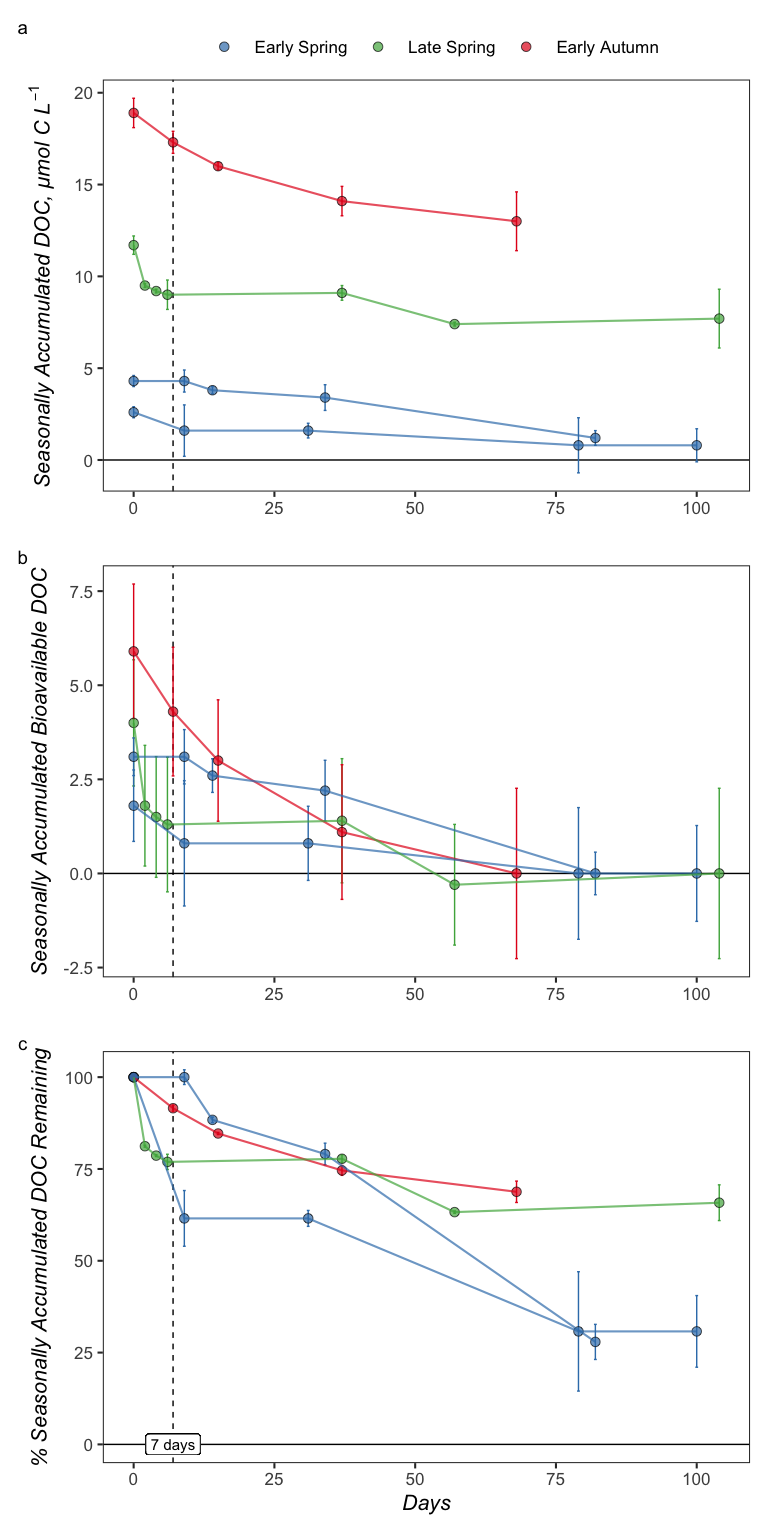 a
Early Spring Late Spring Early Autumn
Seasonally Accumulated DOC, μmol C L⁻¹
20
15
10
5
0
0 25 50 75 100
b
Seasonally Accumulated Bioavailable DOC
7.5
5.0
2.5
0.0
-2.5
0 25 50 75 100
c
% Seasonally Accumulated DOC Remaining
100
75
50
25
0
7 days
0 25 50 75 100
Days